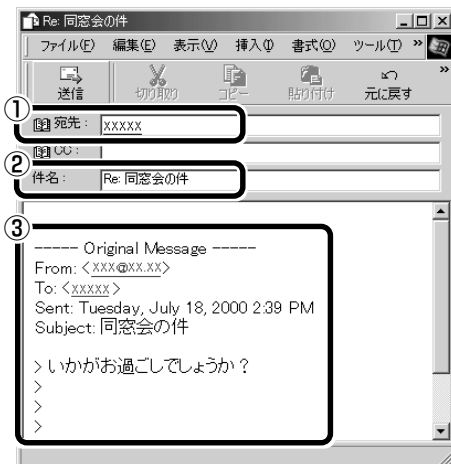 Re: 同窓会の件
ファイル(F) 編集(E) 表示(V) 挿入(I) 書式(O) ツール(T) »
送信 切り取り コピー 貼り付け 元に戻す »
①
宛先: xxxxx
CC:
②
件名: Re: 同窓会の件
③
----- Original Message -----
From: <xxx@xx.xx>
To: <xxxxx>
Sent: Tuesday, July 18, 2000 2:39 PM
Subject: 同窓会の件
> いかがお過ごしでしょうか？
>
>
>